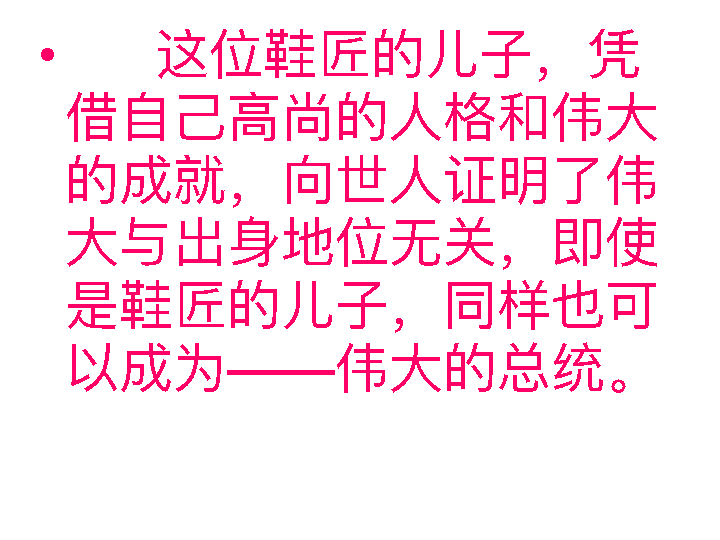 • 这位鞋匠的儿子，凭
借自己高尚的人格和伟大
的成就，向世人证明了伟
大与出身地位无关，即使
是鞋匠的儿子，同样也可
以成为——伟大的总统。